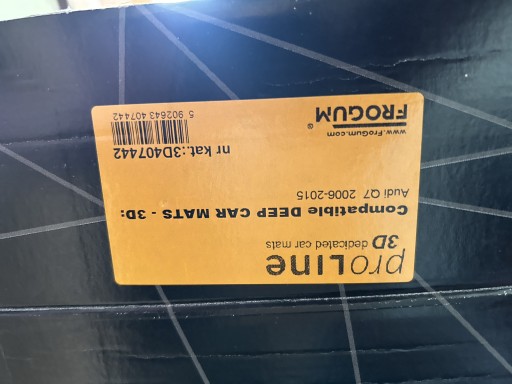 proLine
3D dedicated car mats
Compatible DEEP CAR MATS - 3D:
Audi Q7 2006-2015
nr kat.:3D407442
5 902643 407442
www.FroGum.com
FROGUM®